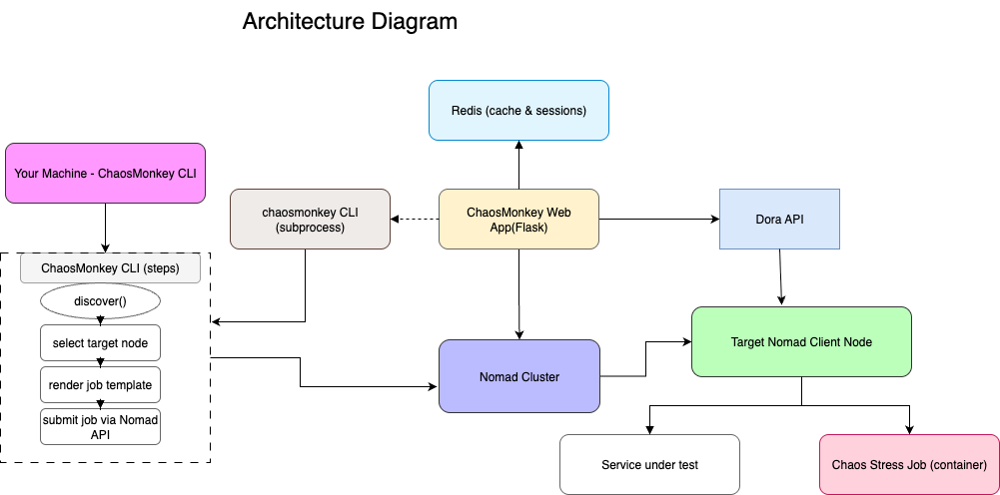 Architecture Diagram
Redis (cache & sessions)
Your Machine - ChaosMonkey CLI
chaosmonkey CLI
(subprocess)
ChaosMonkey Web
App(Flask)
Dora API
ChaosMonkey CLI (steps)
discover()
select target node
render job template
submit job via Nomad
API
Nomad Cluster
Target Nomad Client Node
Service under test
Chaos Stress Job (container)